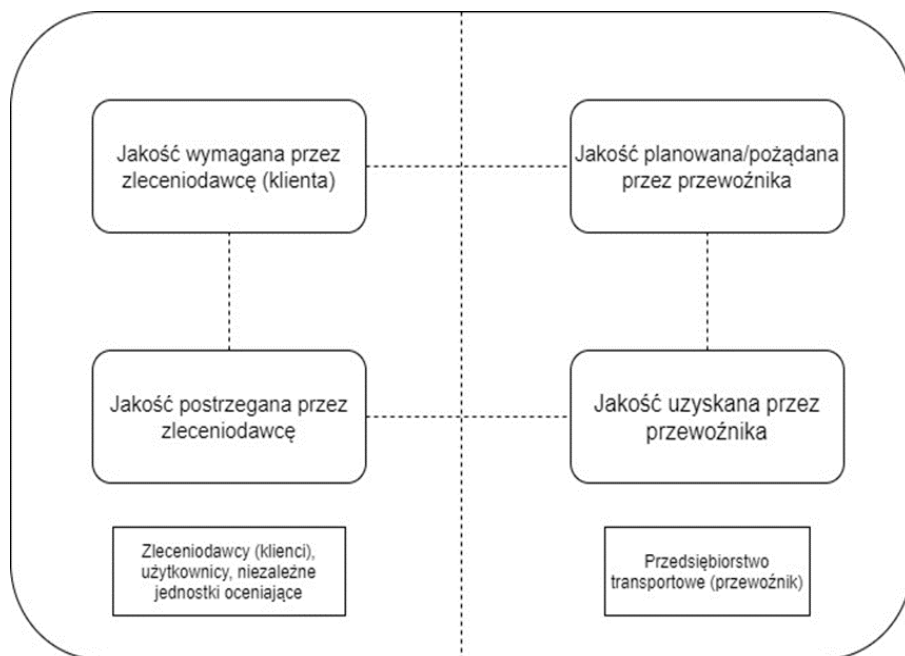 Jakość wymagana przez
zleceniodawcę (klienta)
Jakość planowana/pożądana
przez przewoźnika
Jakość postrzegana przez
zleceniodawcę
Jakość uzyskana przez
przewoźnika
Zleceniodawcy (klienci),
użytkownicy, niezależne
jednostki oceniające
Przedsiębiorstwo
transportowe (przewoźnik)